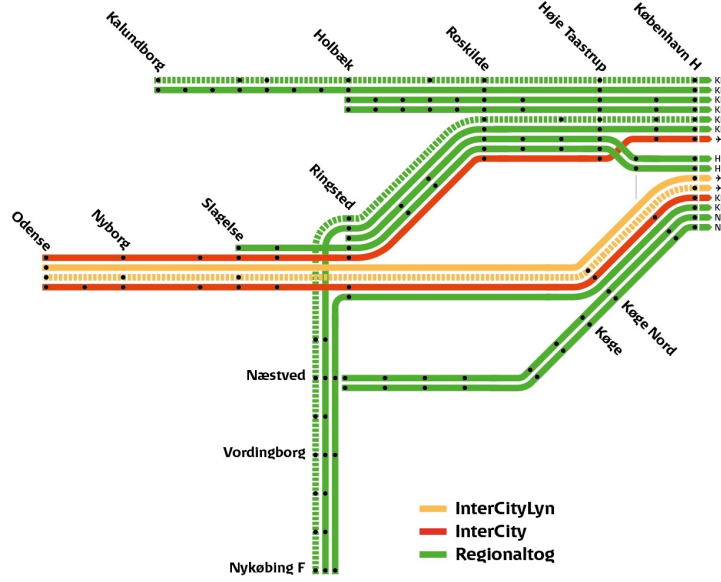 Kalundborg
Holbæk
Roskilde
Høje Taastrup
København H
Ringsted
Slagelse
Nyborg
Odense
Køge Nord
Køge
Næstved
Vordingborg
Nykøbing F
InterCityLyn
InterCity
Regionaltog